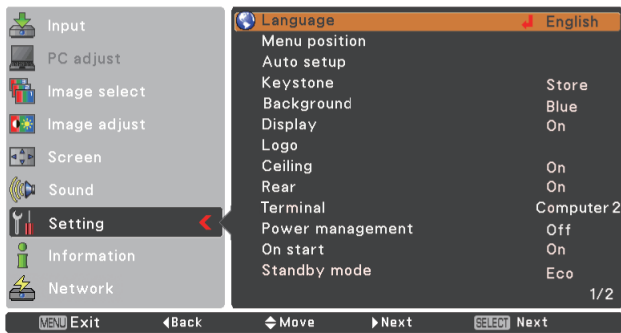 Input
PC adjust
Image select
Image adjust
Screen
Sound
Setting
Information
Network
Language English
Menu position
Auto setup
Keystone Store
Background Blue
Display On
Logo
Ceiling On
Rear On
Terminal Computer 2
Power management Off
On start On
Standby mode Eco
1/2
MENU Exit Back Move Next SELECT Next